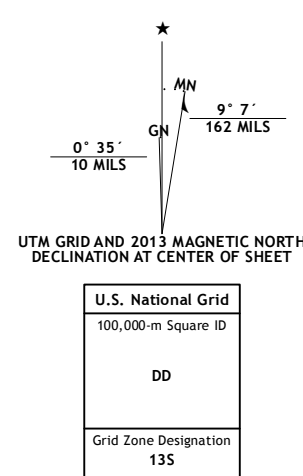 ★
MN
GN
9° 7´
162 MILS
0° 35´
10 MILS
UTM GRID AND 2013 MAGNETIC NORTH
DECLINATION AT CENTER OF SHEET
U.S. National Grid
100,000-m Square ID
DD
Grid Zone Designation
13S